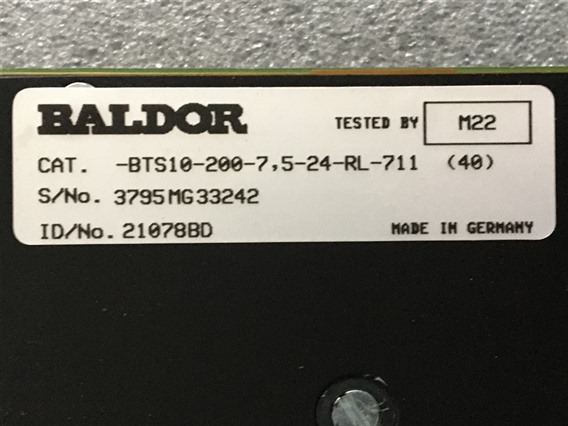 BALDOR TESTED BY M22
CAT. -BTS10-200-7,5-24-RL-711 (40)
S/No. 3795MG33242
ID/No. 21078BD MADE IN GERMANY